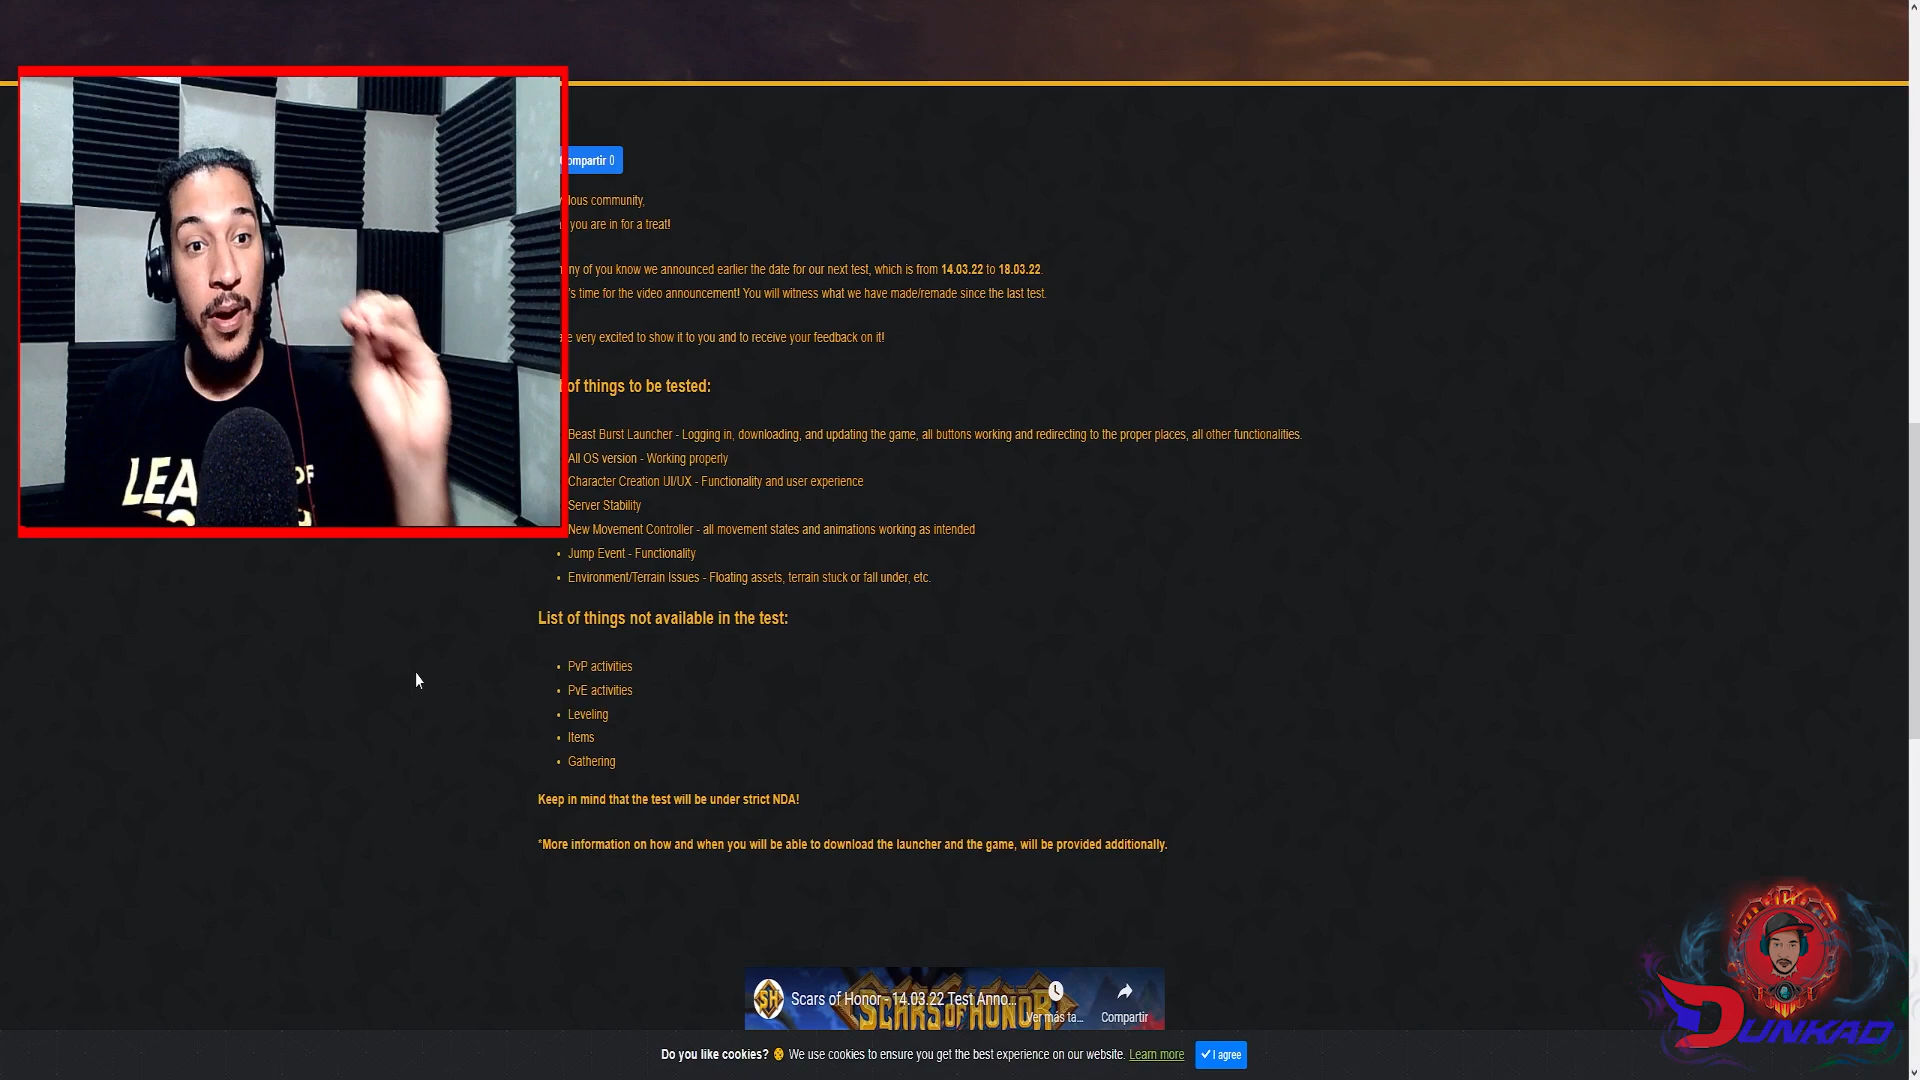 ompartir 0
lous community,
you are in for a treat!
ny of you know we announced earlier the date for our next test, which is from 14.03.22 to 18.03.22.
's time for the video announcement! You will witness what we have made/remade since the last test.
e very excited to show it to you and to receive your feedback on it!
of things to be tested:
Beast Burst Launcher - Logging in, downloading, and updating the game, all buttons working and redirecting to the proper places, all other functionalities.
All OS version - Working properly
Character Creation UI/UX - Functionality and user experience
Server Stability
New Movement Controller - all movement states and animations working as intended
• Jump Event - Functionality
• Environment/Terrain Issues - Floating assets, terrain stuck or fall under, etc.
LEA OF
List of things not available in the test:
• PvP activities
• PvE activities
• Leveling
• Items
• Gathering
Keep in mind that the test will be under strict NDA!
*More information on how and when you will be able to download the launcher and the game, will be provided additionally.
SH
Scars of Honor - 14.03.22 Test Anno...
SCARS OF HONOR
Ver más ta...
Compartir
Do you like cookies? We use cookies to ensure you get the best experience on our website. Learn more
I agree
DUNKAD